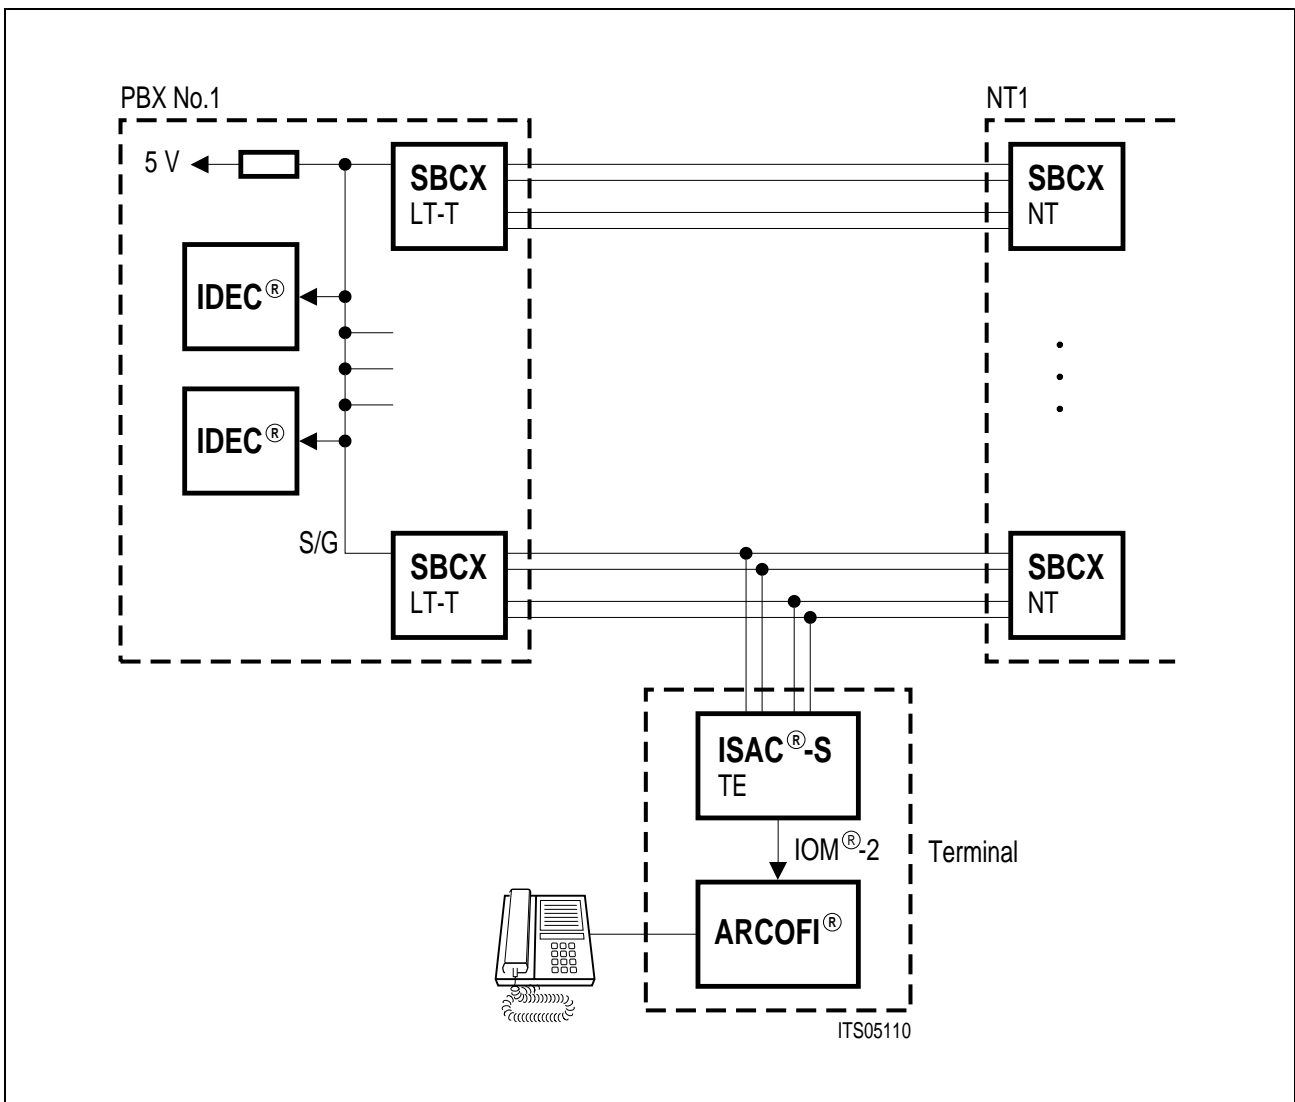 PBX No.1
NT1
5 V
SBCX
LT-T
SBCX
NT
IDEC®
IDEC®
S/G
SBCX
LT-T
SBCX
NT
ISAC®-S
TE
IOM®-2
Terminal
ARCOFI®
ITS05110